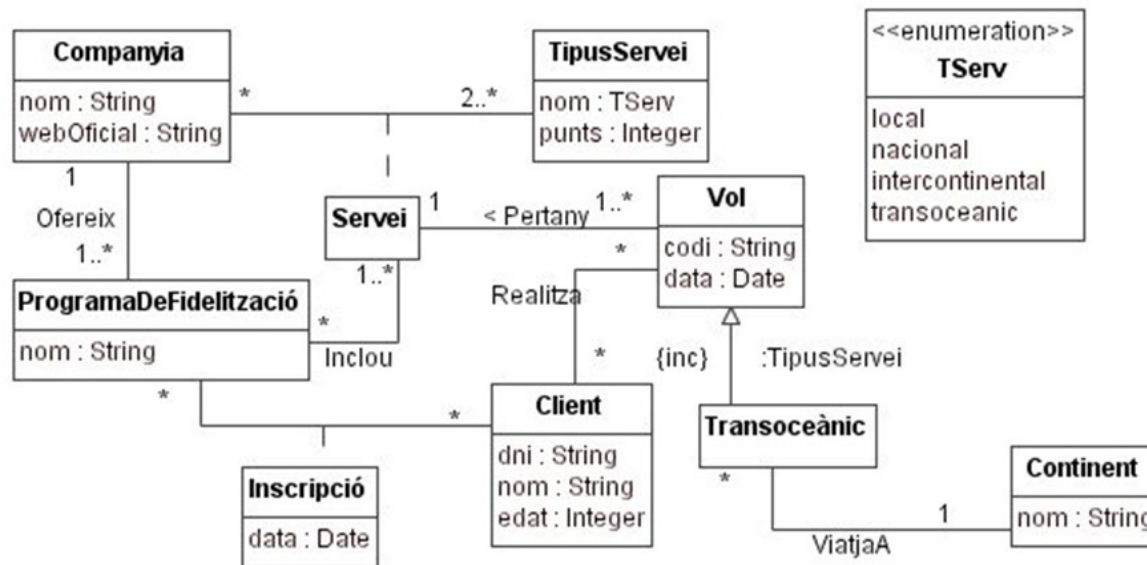 Companyia
nom : String
webOficial : String
*
2..*
TipusServei
nom : TServ
punts : Integer
<<enumeration>>
TServ
local
nacional
intercontinental
transoceanic
1
Ofereix
1..*
Servei
1
< Pertany
1..*
Vol
codi : String
data : Date
1..*
*
Realitza
ProgramaDeFidelització
nom : String
*
Inclou
*
{inc}
:TipusServei
*
*
Client
dni : String
nom : String
edat : Integer
Transoceànic
*
Inscripció
data : Date
Continent
nom : String
1
ViatjaA